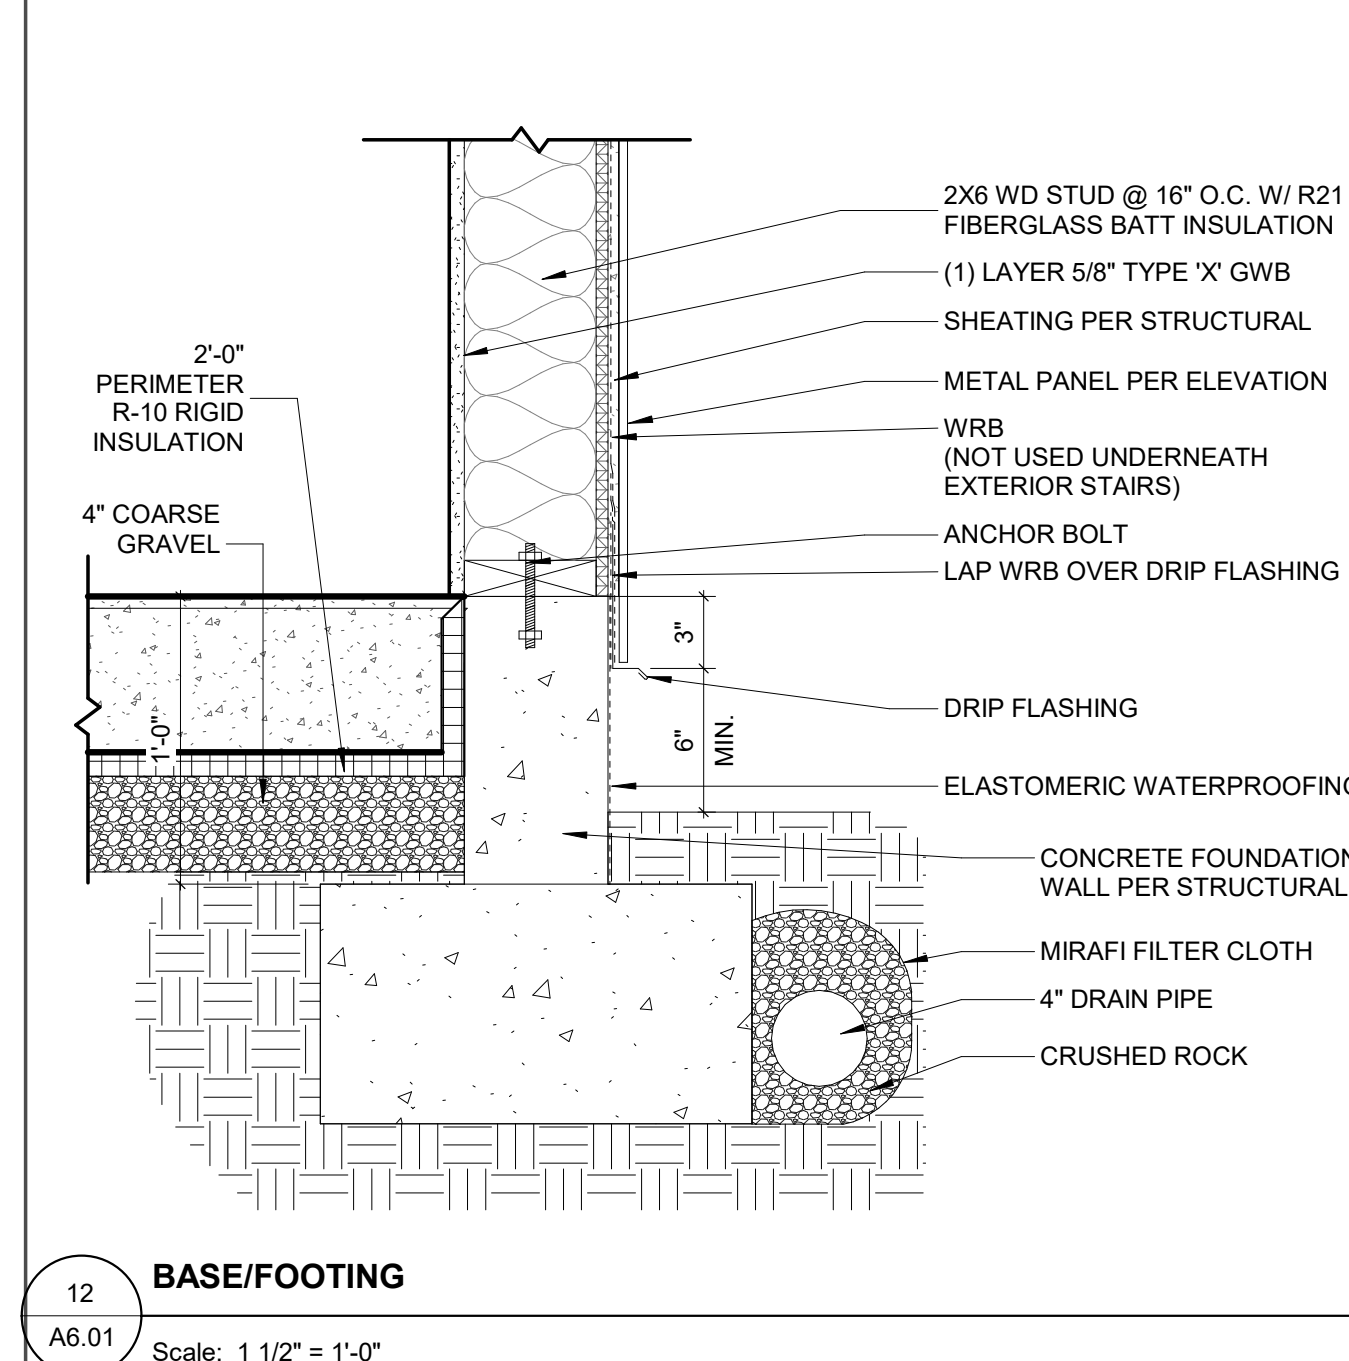 2X6 WD STUD @ 16" O.C. W/ R21
FIBERGLASS BATT INSULATION
(1) LAYER 5/8" TYPE 'X' GWB
SHEATING PER STRUCTURAL
METAL PANEL PER ELEVATION
WRB
(NOT USED UNDERNEATH
EXTERIOR STAIRS)
ANCHOR BOLT
LAP WRB OVER DRIP FLASHING
2'-0"
PERIMETER
R-10 RIGID
INSULATION
4" COARSE
GRAVEL
1'-0"
3"
6"
MIN.
DRIP FLASHING
ELASTOMERIC WATERPROOFING
CONCRETE FOUNDATION
WALL PER STRUCTURAL
MIRAFI FILTER CLOTH
4" DRAIN PIPE
CRUSHED ROCK
12
A6.01
BASE/FOOTING
Scale: 1 1/2" = 1'-0"